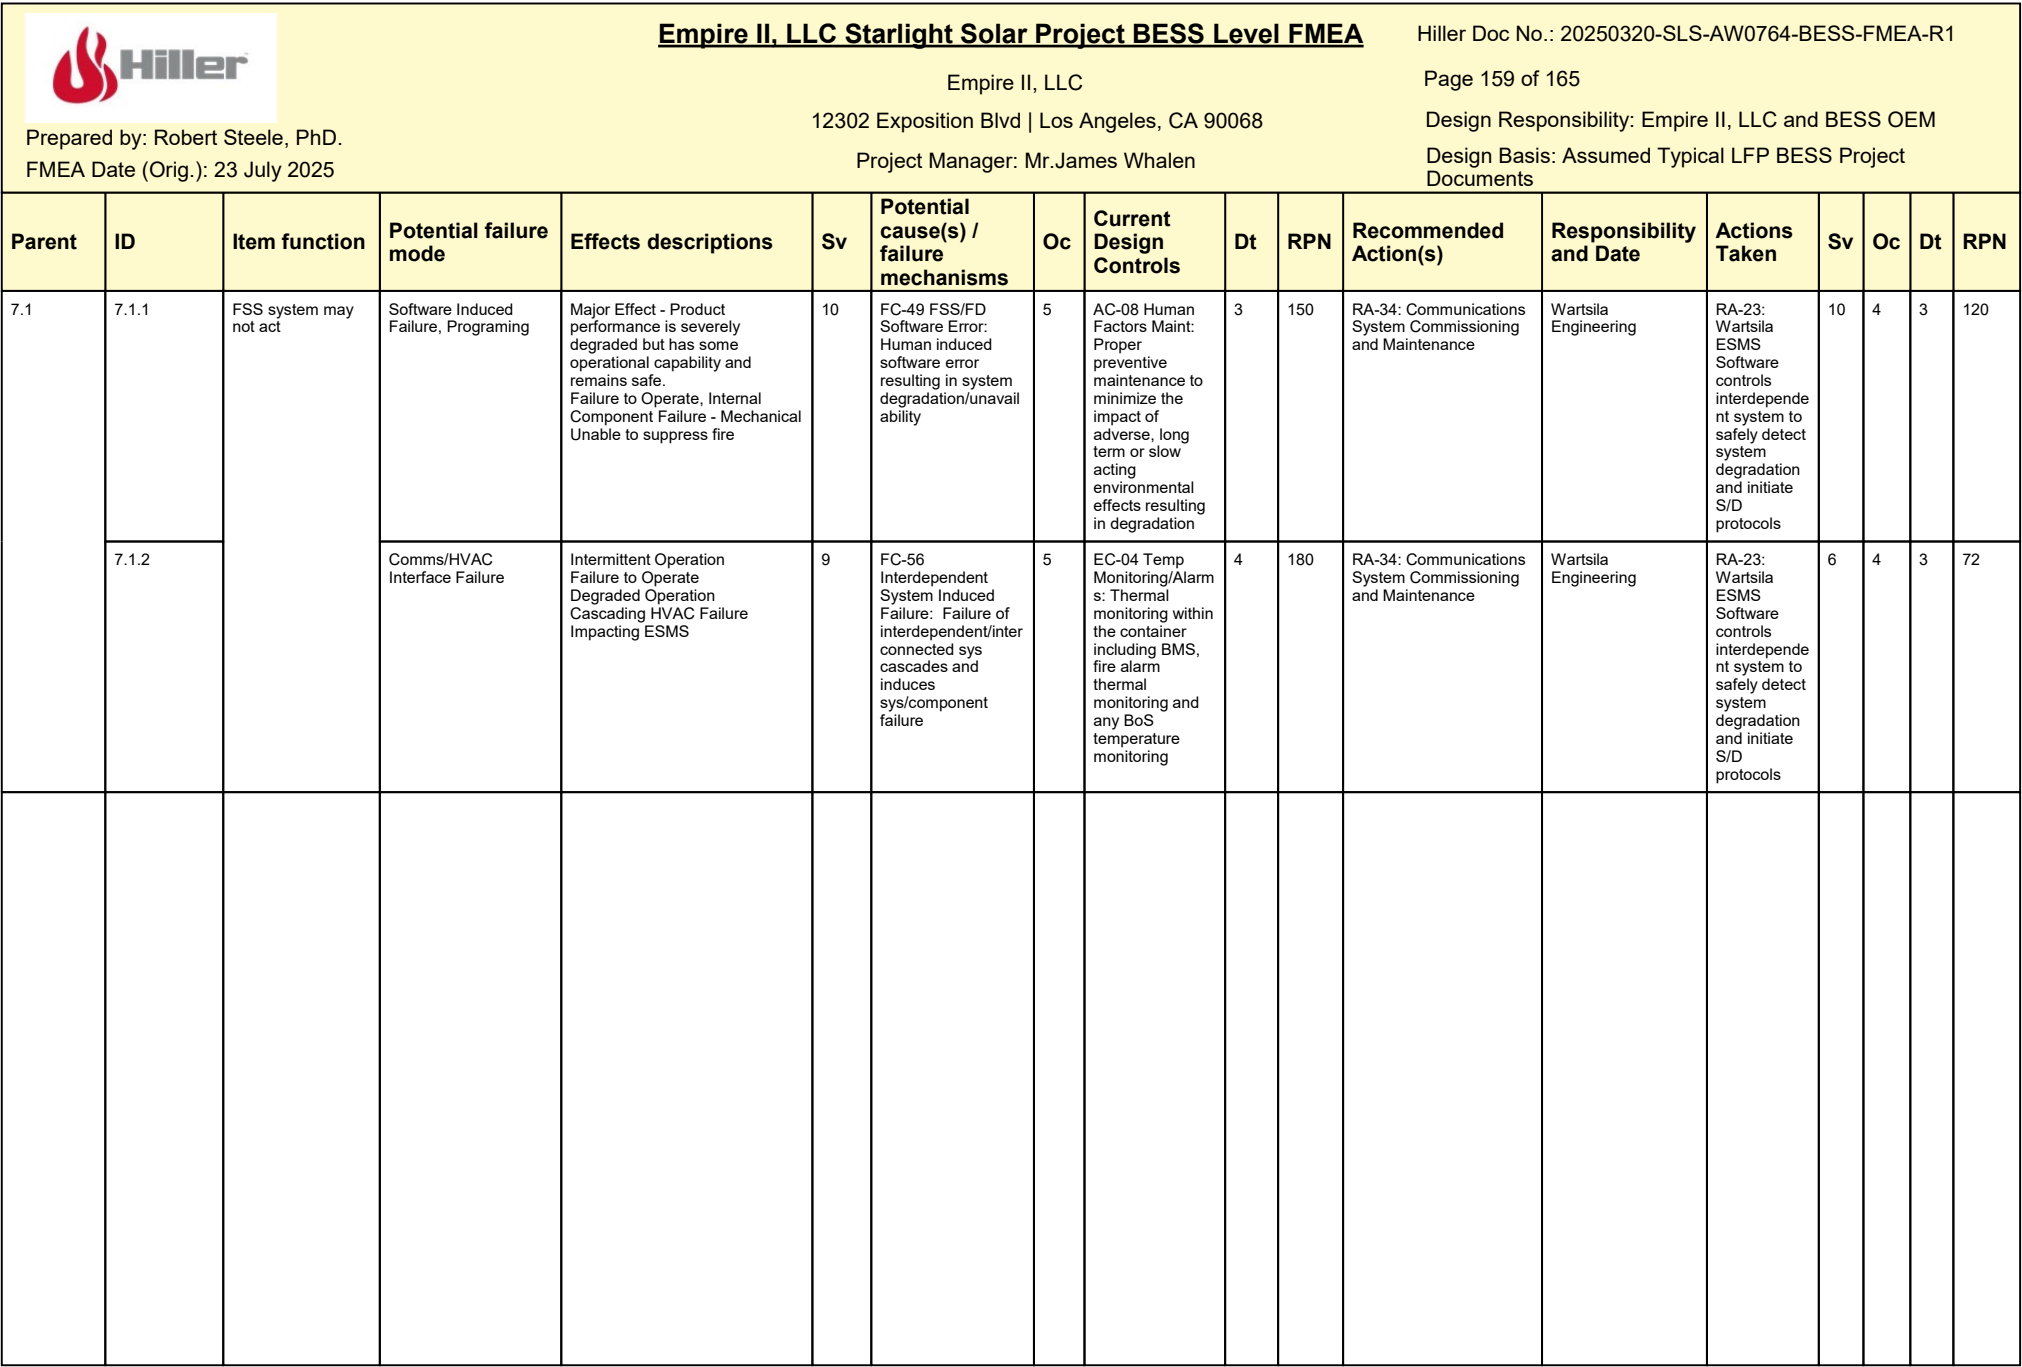 Hiller
Prepared by: Robert Steele, PhD.
FMEA Date (Orig.): 23 July 2025
Empire II, LLC Starlight Solar Project BESS Level FMEA
Empire II, LLC
12302 Exposition Blvd | Los Angeles, CA 90068
Project Manager: Mr.James Whalen
Hiller Doc No.: 20250320-SLS-AW0764-BESS-FMEA-R1
Page 159 of 165
Design Responsibility: Empire II, LLC and BESS OEM
Design Basis: Assumed Typical LFP BESS Project
Documents
Parent
ID
Item function
Potential failure
mode
Effects descriptions
Sv
Potential
cause(s) /
failure
mechanisms
Oc
Current
Design
Controls
Dt
RPN
Recommended
Action(s)
Responsibility
and Date
Actions
Taken
Sv
Oc
Dt
RPN
7.1
7.1.1
FSS system may
not act
Software Induced
Failure, Programing
Major Effect - Product
performance is severely
degraded but has some
operational capability and
remains safe.
Failure to Operate, Internal
Component Failure - Mechanical
Unable to suppress fire
10
FC-49 FSS/FD
Software Error:
Human induced
software error
resulting in system
degradation/unavail
ability
5
AC-08 Human
Factors Maint:
Proper
preventive
maintenance to
minimize the
impact of
adverse, long
term or slow
acting
environmental
effects resulting
in degradation
3
150
RA-34: Communications
System Commissioning
and Maintenance
Wartsila
Engineering
RA-23:
Wartsila
ESMS
Software
controls
interdepende
nt system to
safely detect
system
degradation
and initiate
S/D
protocols
10
4
3
120
7.1.2
Comms/HVAC
Interface Failure
Intermittent Operation
Failure to Operate
Degraded Operation
Cascading HVAC Failure
Impacting ESMS
9
FC-56
Interdependent
System Induced
Failure:  Failure of
interdependent/inter
connected sys
cascades and
induces
sys/component
failure
5
EC-04 Temp
Monitoring/Alarm
s: Thermal
monitoring within
the container
including BMS,
fire alarm
thermal
monitoring and
any BoS
temperature
monitoring
4
180
RA-34: Communications
System Commissioning
and Maintenance
Wartsila
Engineering
RA-23:
Wartsila
ESMS
Software
controls
interdepende
nt system to
safely detect
system
degradation
and initiate
S/D
protocols
6
4
3
72